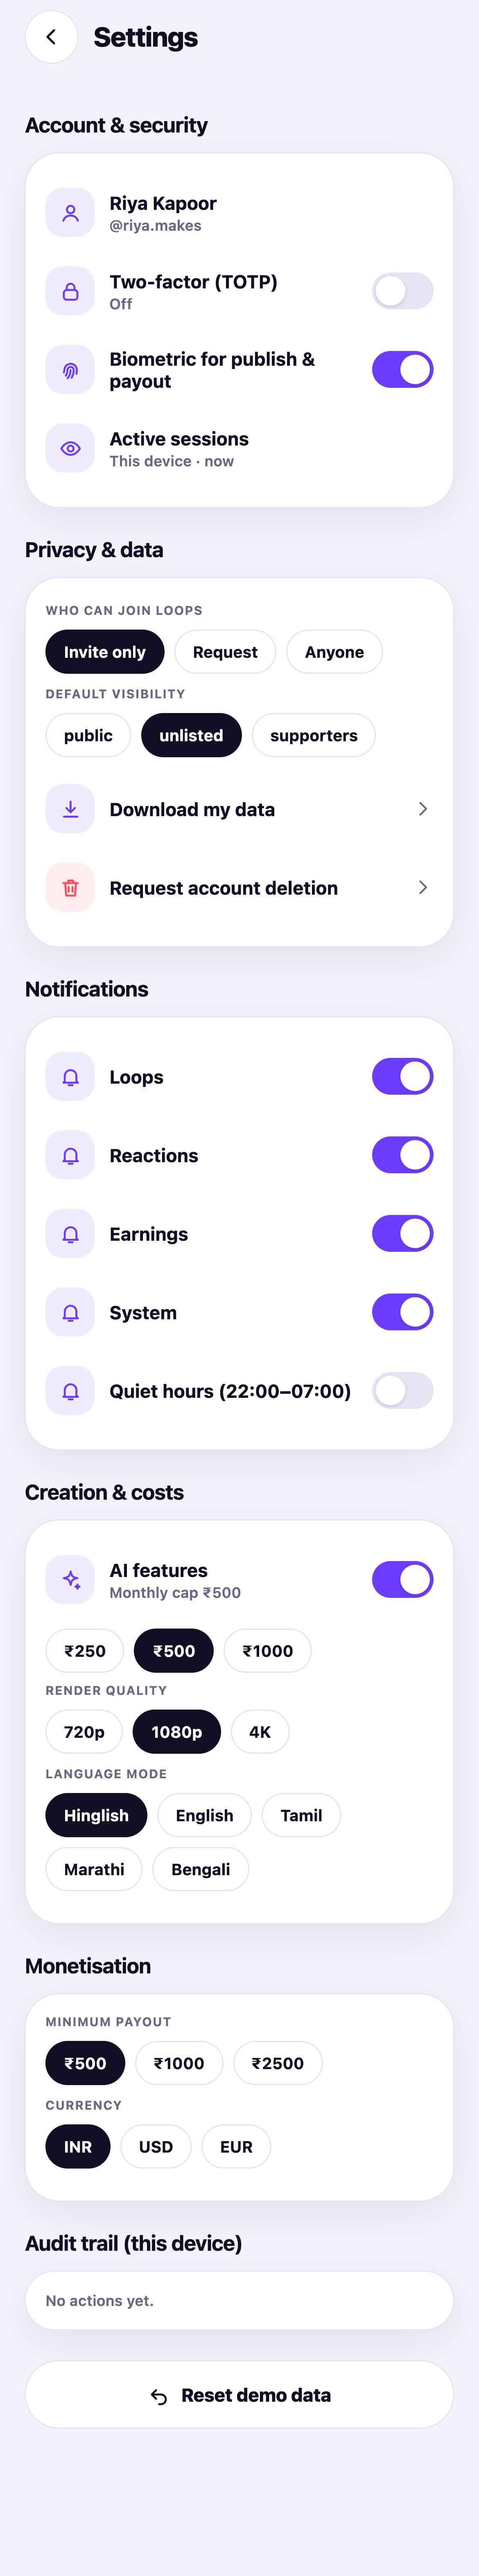 Settings
Account & security
Riya Kapoor
@riya.makes
Two-factor (TOTP)
Off
Biometric for publish &
payout
Active sessions
This device · now
Privacy & data
WHO CAN JOIN LOOPS
Invite only
Request
Anyone
DEFAULT VISIBILITY
public
unlisted
supporters
Download my data
Request account deletion
Notifications
Loops
Reactions
Earnings
System
Quiet hours (22:00–07:00)
Creation & costs
AI features
Monthly cap ₹500
₹250
₹500
₹1000
RENDER QUALITY
720p
1080p
4K
LANGUAGE MODE
Hinglish
English
Tamil
Marathi
Bengali
Monetisation
MINIMUM PAYOUT
₹500
₹1000
₹2500
CURRENCY
INR
USD
EUR
Audit trail (this device)
No actions yet.
Reset demo data